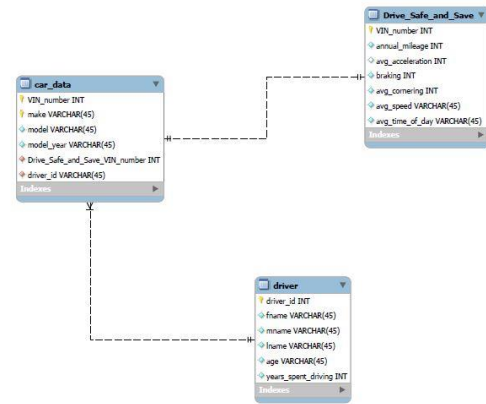 Drive_Safe_and_Save
VIN_number INT
annual_mileage INT
avg_acceleration INT
braking INT
avg_cornering INT
avg_speed VARCHAR(45)
avg_time_of_day VARCHAR(45)
Indexes
car_data
VIN_number INT
make VARCHAR(45)
model VARCHAR(45)
model_year VARCHAR(45)
Drive_Safe_and_Save_VIN_number INT
driver_id VARCHAR(45)
Indexes
driver
driver_id INT
fname VARCHAR(45)
mname VARCHAR(45)
lname VARCHAR(45)
age VARCHAR(45)
years_spent_driving INT
Indexes